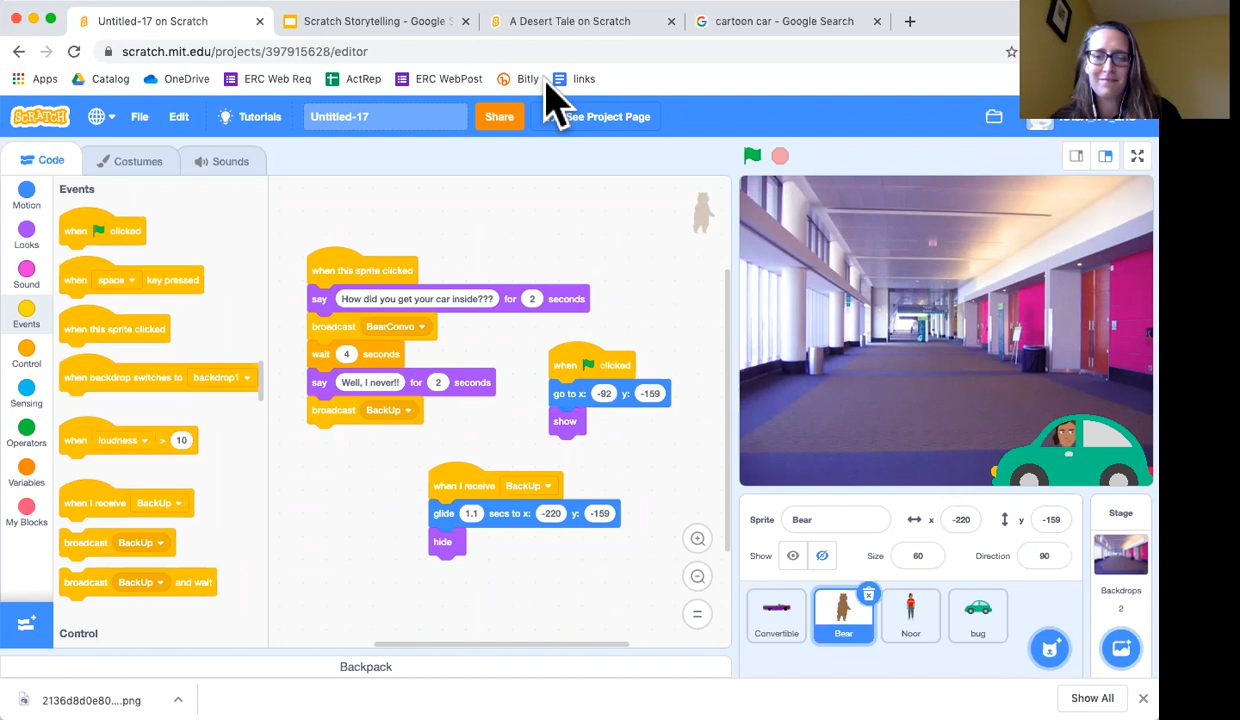 Untitled-17 on Scratch
Scratch Storytelling - Google S
A Desert Tale on Scratch
cartoon car - Google Search
scratch.mit.edu/projects/397915628/editor
Apps
Catalog
OneDrive
ERC Web Req
ActRep
ERC WebPost
Bitly
links
SCRATCH
File
Edit
Tutorials
Untitled-17
Share
See Project Page
Code
Costumes
Sounds
Motion
Looks
Sound
Events
Control
Sensing
Operators
Variables
My Blocks
Events
when clicked
when space key pressed
when this sprite clicked
when backdrop switches to backdrop1
when loudness > 10
when I receive BackUp
broadcast BackUp
broadcast BackUp and wait
Control
when this sprite clicked
say How did you get your car inside??? for 2 seconds
broadcast BearConvo
wait 4 seconds
say Well, I never!! for 2 seconds
broadcast BackUp
when clicked
go to x: -92 y: -159
show
when I receive BackUp
glide 1.1 secs to x: -220 y: -159
hide
Backpack
Sprite Bear x -220 y -159
Show Size 60 Direction 90
Convertible
Bear
Noor
bug
Stage
Backdrops
2
2136d8d0e80....png
Show All